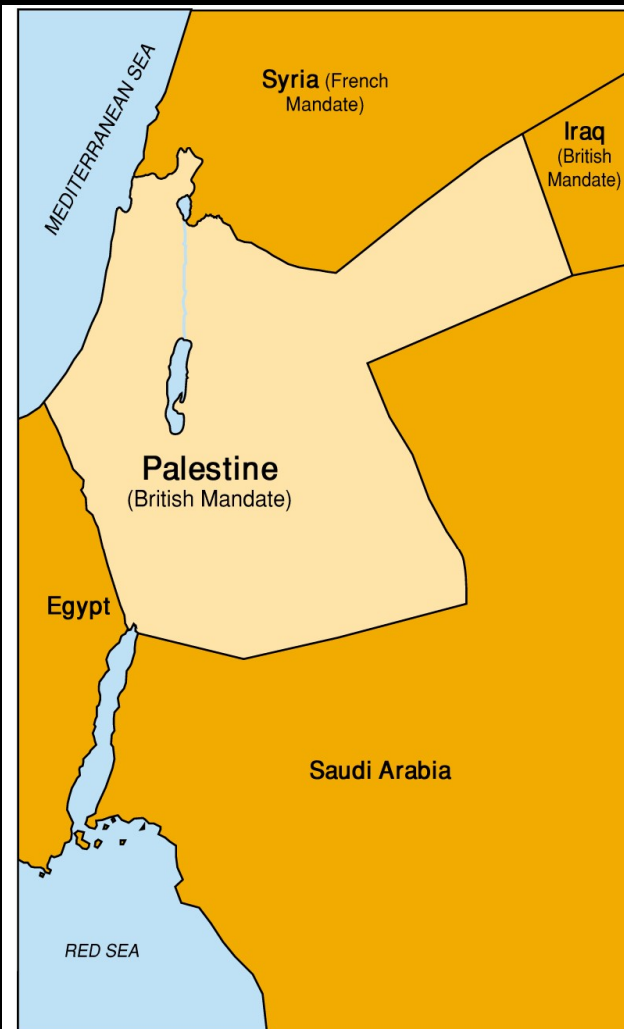 MEDITERRANEAN SEA
Syria (French
Mandate)
Iraq
(British
Mandate)
Palestine
(British Mandate)
Egypt
Saudi Arabia
RED SEA